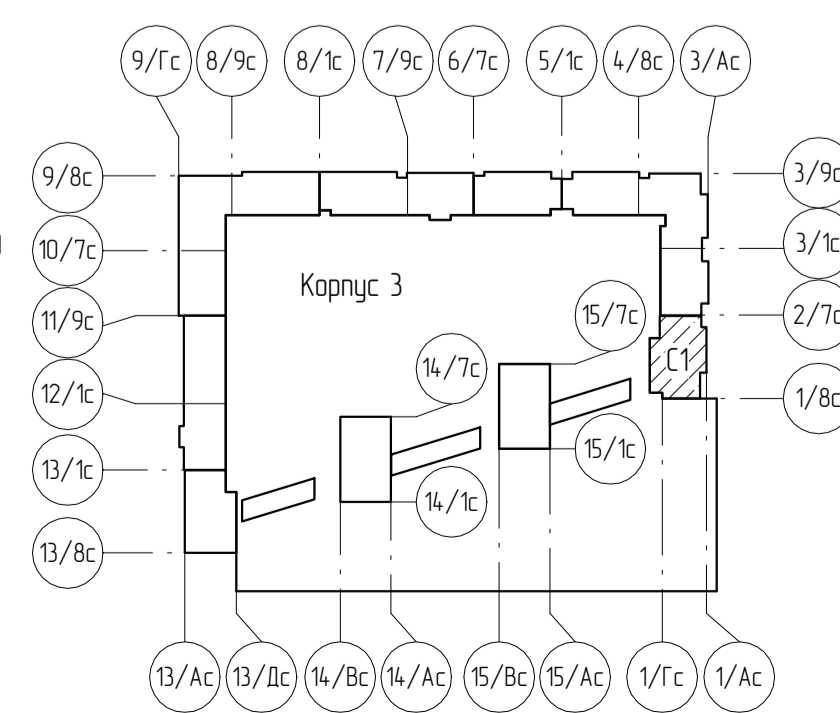 9/Гс 8/9с 8/1с 7/9с 6/7с 5/1с 4/8с 3/Ас
9/8с
3/9с
10/7с
3/1с
Корпус 3
11/9с
15/7с
2/7с
14/7с
С1
12/1с
1/8с
15/1с
13/1с
14/1с
13/8с
13/Ас 13/Дс 14/Вс 14/Ас 15/Вс 15/Ас 1/Гс 1/Ас